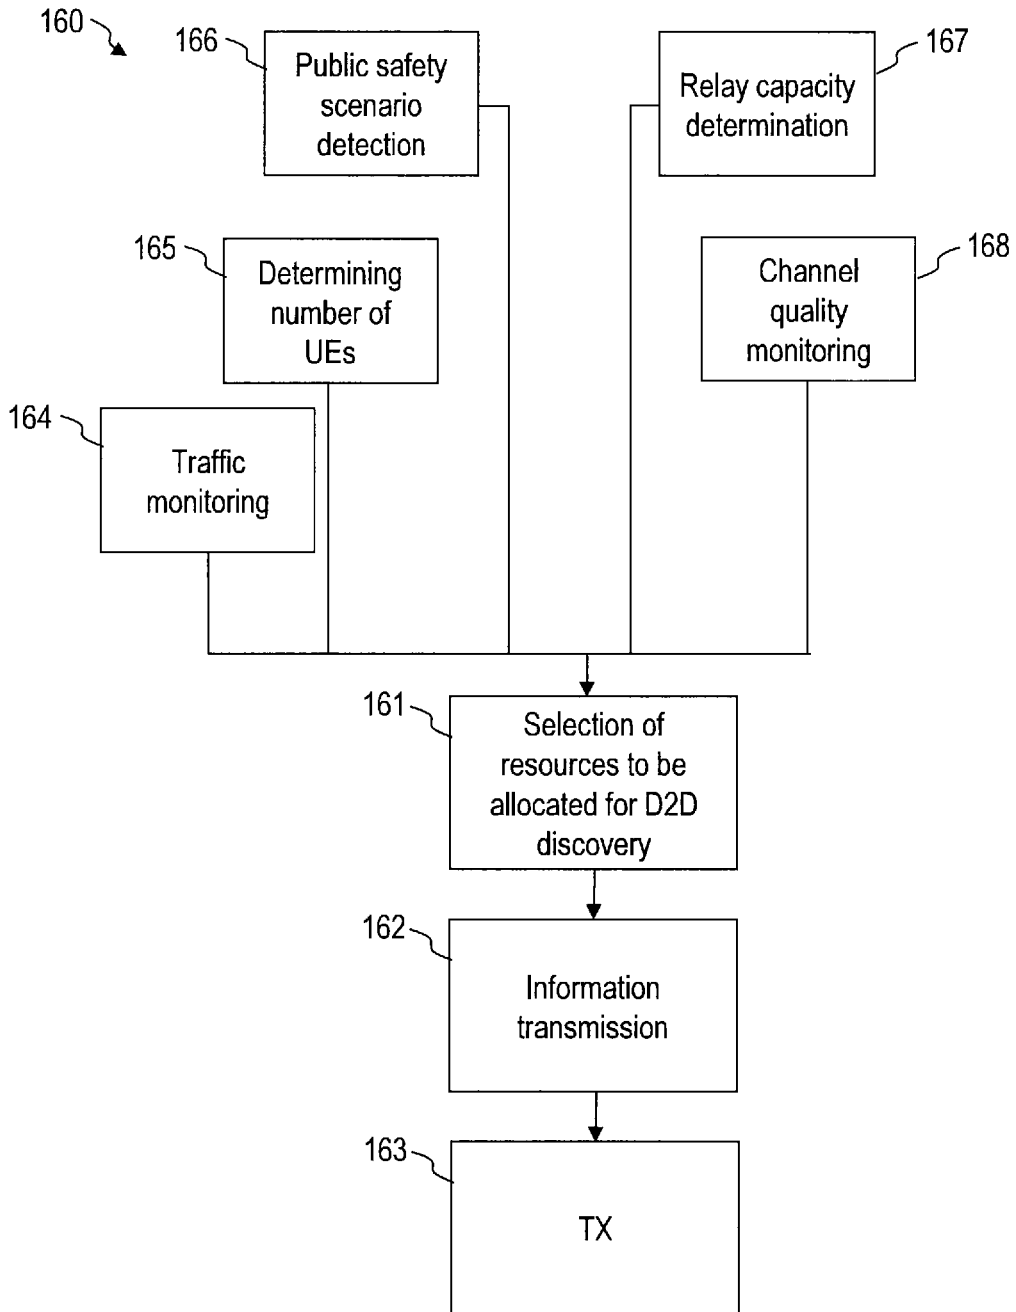 160
166
Public safety
scenario
detection
167
Relay capacity
determination
165
Determining
number of
UEs
168
Channel
quality
monitoring
164
Traffic
monitoring
161
Selection of
resources to be
allocated for D2D
discovery
162
Information
transmission
163
TX